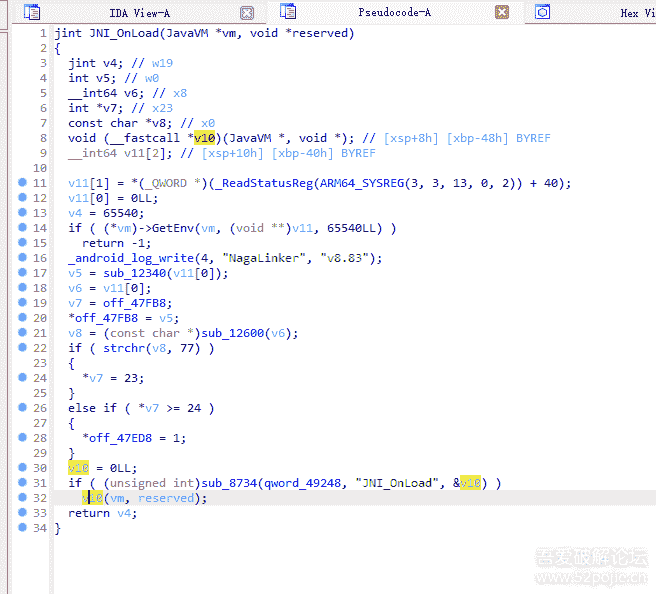 IDA View-A Pseudocode-A Hex Vi
1 jint JNI_OnLoad(JavaVM *vm, void *reserved)
2 {
3 jint v4; // w19
4 int v5; // w0
5 __int64 v6; // x8
6 int *v7; // x23
7 const char *v8; // x0
8 void (__fastcall *v10)(JavaVM *, void *); // [xsp+8h] [xbp-48h] BYREF
9 __int64 v11[2]; // [xsp+10h] [xbp-40h] BYREF
10
11 v11[1] = *(_QWORD *)(_ReadStatusReg(ARM64_SYSREG(3, 3, 13, 0, 2)) + 40);
12 v11[0] = 0LL;
13 v4 = 65540;
14 if ( (*vm)->GetEnv(vm, (void **)v11, 65540LL) )
15 return -1;
16 _android_log_write(4, "NagaLinker", "v8.83");
17 v5 = sub_12340(v11[0]);
18 v6 = v11[0];
19 v7 = off_47FB8;
20 *off_47FB8 = v5;
21 v8 = (const char *)sub_12600(v6);
22 if ( strchr(v8, 77) )
23 {
24 *v7 = 23;
25 }
26 else if ( *v7 >= 24 )
27 {
28 *off_47ED8 = 1;
29 }
30 v10 = 0LL;
31 if ( (unsigned int)sub_8734(qword_49248, "JNI_OnLoad", &v10) )
32 v10(vm, reserved);
33 return v4;
34 }
吾爱破解论坛
www.52pojie.cn